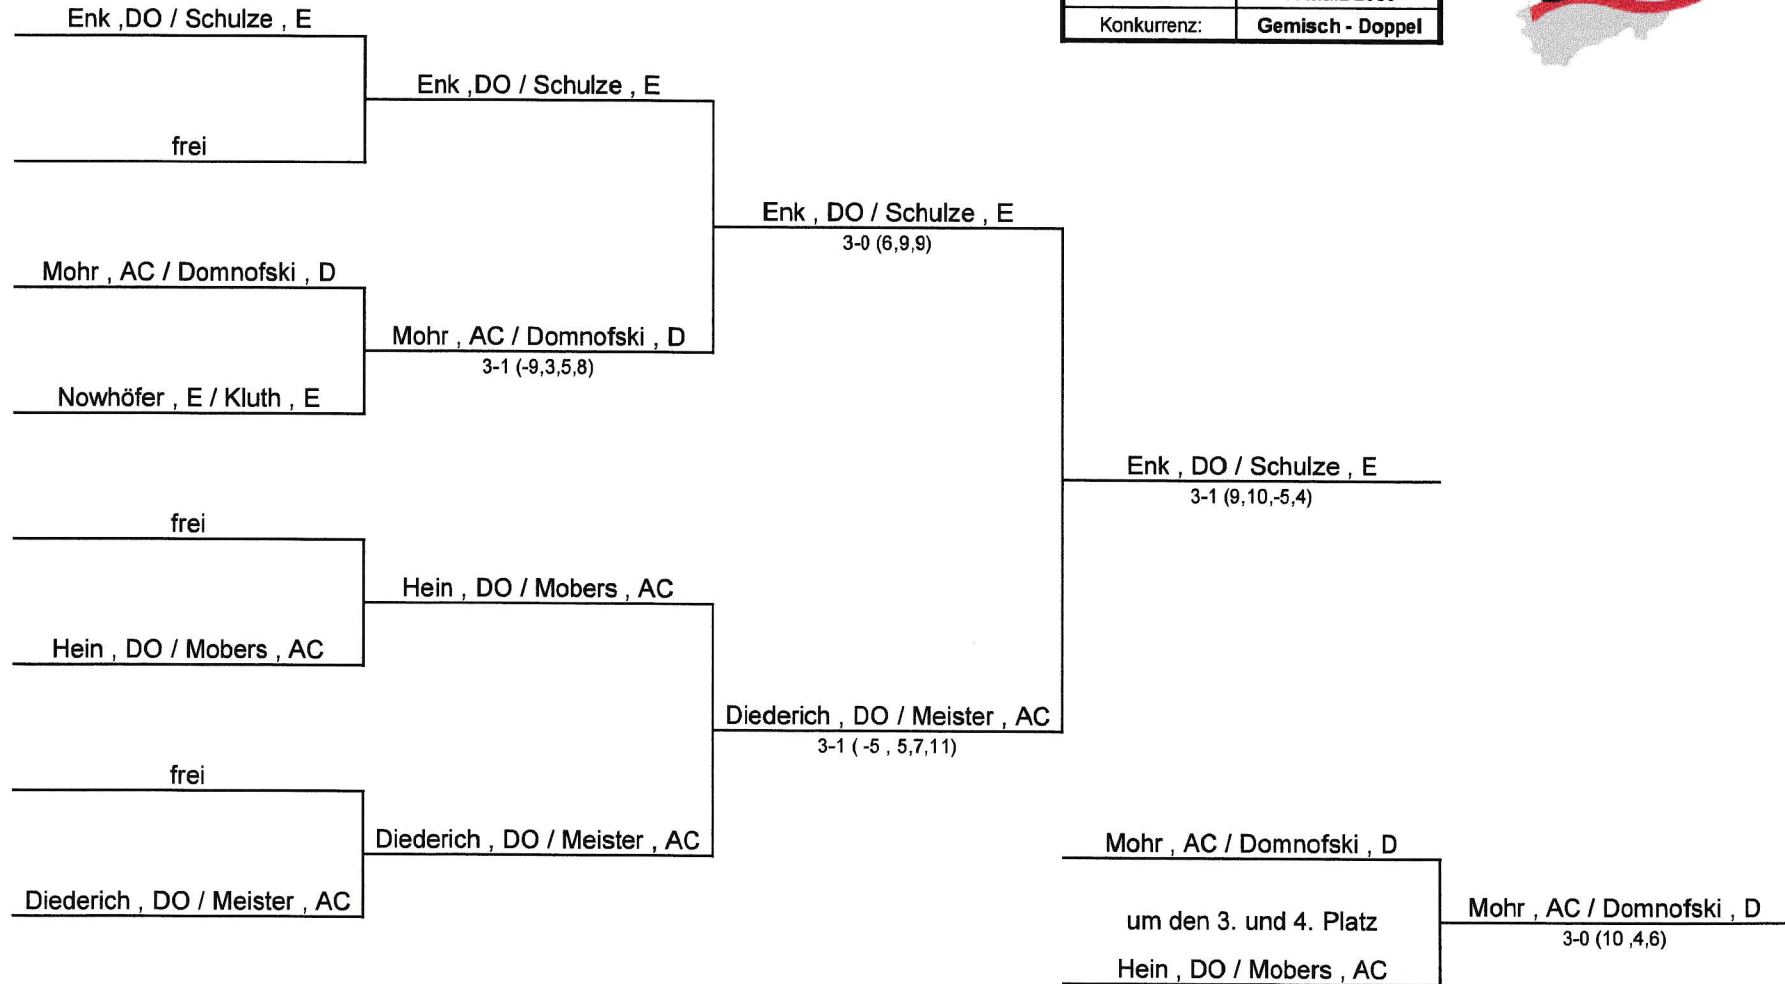 Konkurrenz: Gemisch - Doppel
Enk ,DO / Schulze , E
frei
Mohr , AC / Domnofski , D
Nowhöfer , E / Kluth , E
frei
Hein , DO / Mobers , AC
frei
Diederich , DO / Meister , AC
Enk ,DO / Schulze , E
Mohr , AC / Domnofski , D
3-1 (-9,3,5,8)
Hein , DO / Mobers , AC
Diederich , DO / Meister , AC
Enk , DO / Schulze , E
3-0 (6,9,9)
Diederich , DO / Meister , AC
3-1 ( -5 , 5,7,11)
Enk , DO / Schulze , E
3-1 (9,10,-5,4)
Mohr , AC / Domnofski , D
um den 3. und 4. Platz
Hein , DO / Mobers , AC
Mohr , AC / Domnofski , D
3-0 (10 ,4,6)